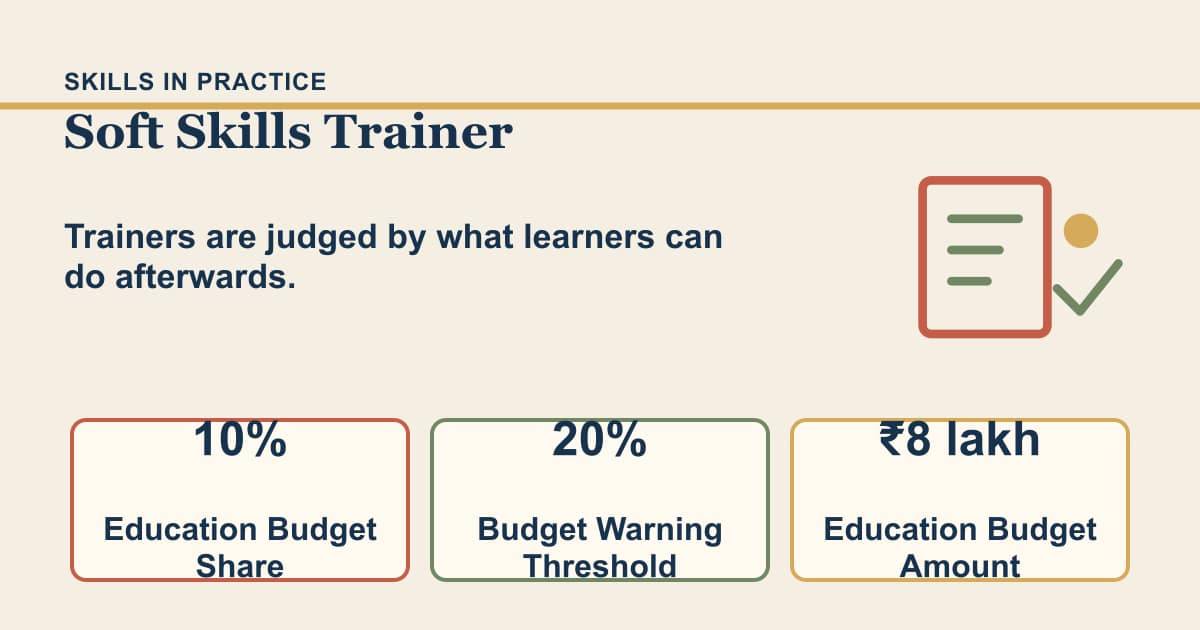 SKILLS IN PRACTICE
Soft Skills Trainer
Trainers are judged by what learners can
do afterwards.
10%
Education Budget
Share
20%
Budget Warning
Threshold
₹8 lakh
Education Budget
Amount